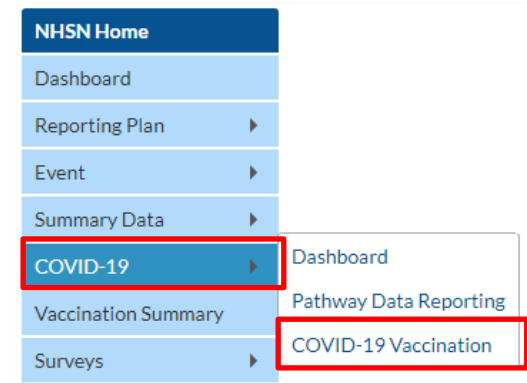 NHSN Home
Dashboard
Reporting Plan
Event
Summary Data
COVID-19
Vaccination Summary
Surveys
Dashboard
Pathway Data Reporting
COVID-19 Vaccination